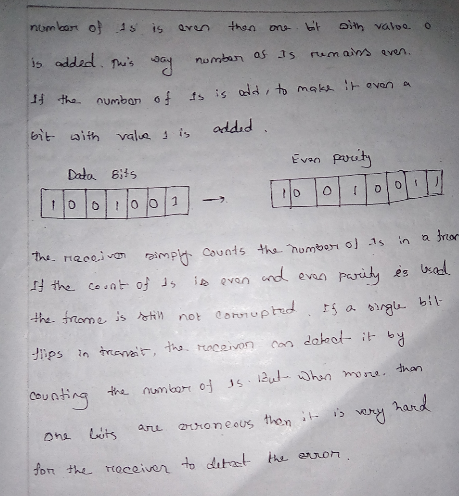 number of 1s is even then one bit with value 0
is added. This way number of 1s remains even.
If the number of 1s is odd, to make it even a
bit with value 1 is added.
Data Bits
Even parity
1 0 0 1 0 0 1 → 1 0 0 1 0 0 1 1
The receiver simply counts the number of 1s in a fram
If the count of 1s is even and even parity is used
the frame is still not corrupted. If a single bit
flips in transit, the receiver can detect it by
counting the number of 1s. But when more than
one bits are erroneous then it is very hard
for the receiver to detect the error.